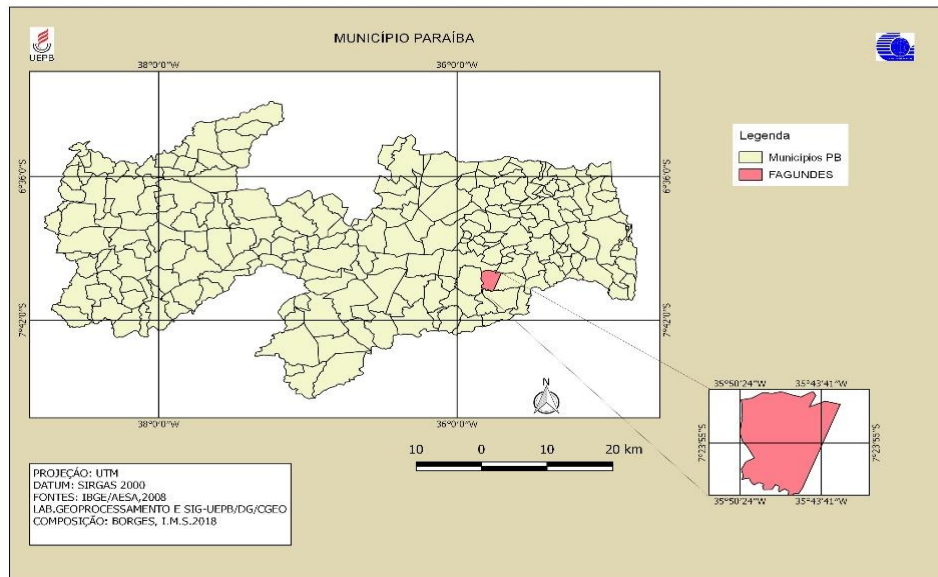 MUNICÍPIO PARAÍBA
UEPB
38°0'0"W 36°0'0"W
6°36'0"S 6°36'0"S
7°42'0"S 7°42'0"S
38°0'0"W 36°0'0"W
Legenda
Municípios PB
FAGUNDES
N
10 0 10 20 km
35°50'24"W 35°43'41"W
7°23'55"S 7°23'55"S
35°50'24"W 35°43'41"W
PROJEÇÃO: UTM
DATUM: SIRGAS 2000
FONTES: IBGE/AESA,2008
LAB.GEOPROCESSAMENTO E SIG-UEPB/DG/CGEO
COMPOSIÇÃO: BORGES, I.M.S.2018